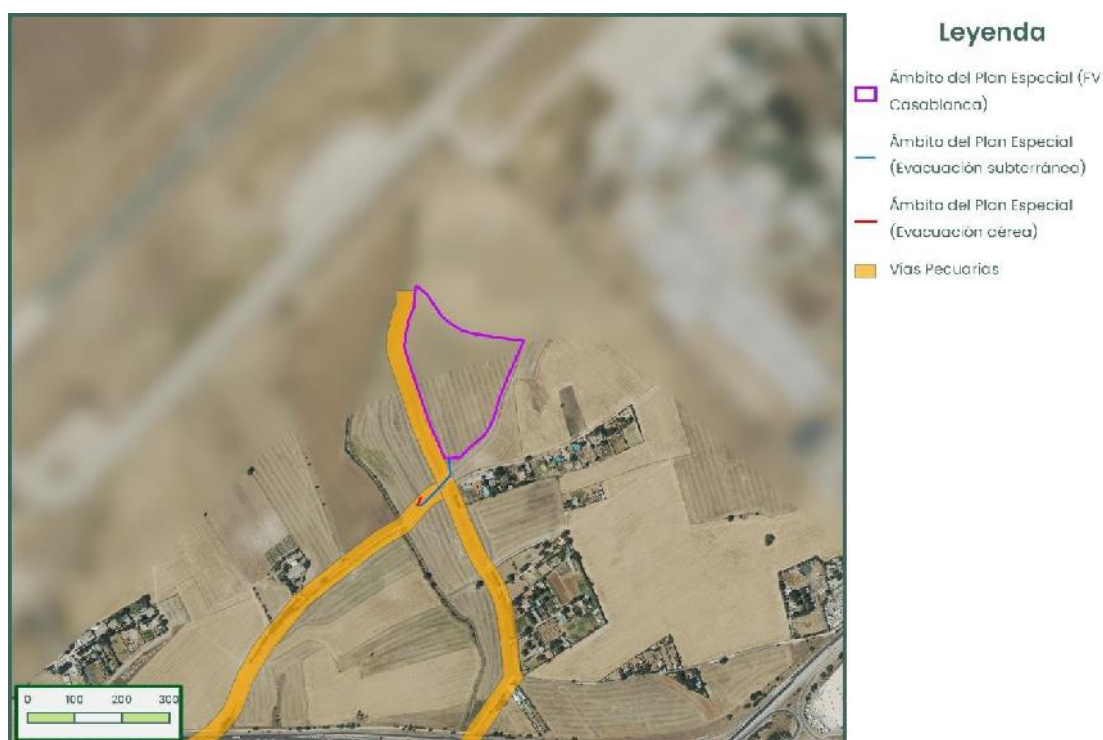 Leyenda
Ámbito del Plan Especial (FV
Casablanca)
Ámbito del Plan Especial
(Evacuación subterránea)
Ámbito del Plan Especial
(Evacuación aérea)
Vías Pecuarias
0 100 200 300